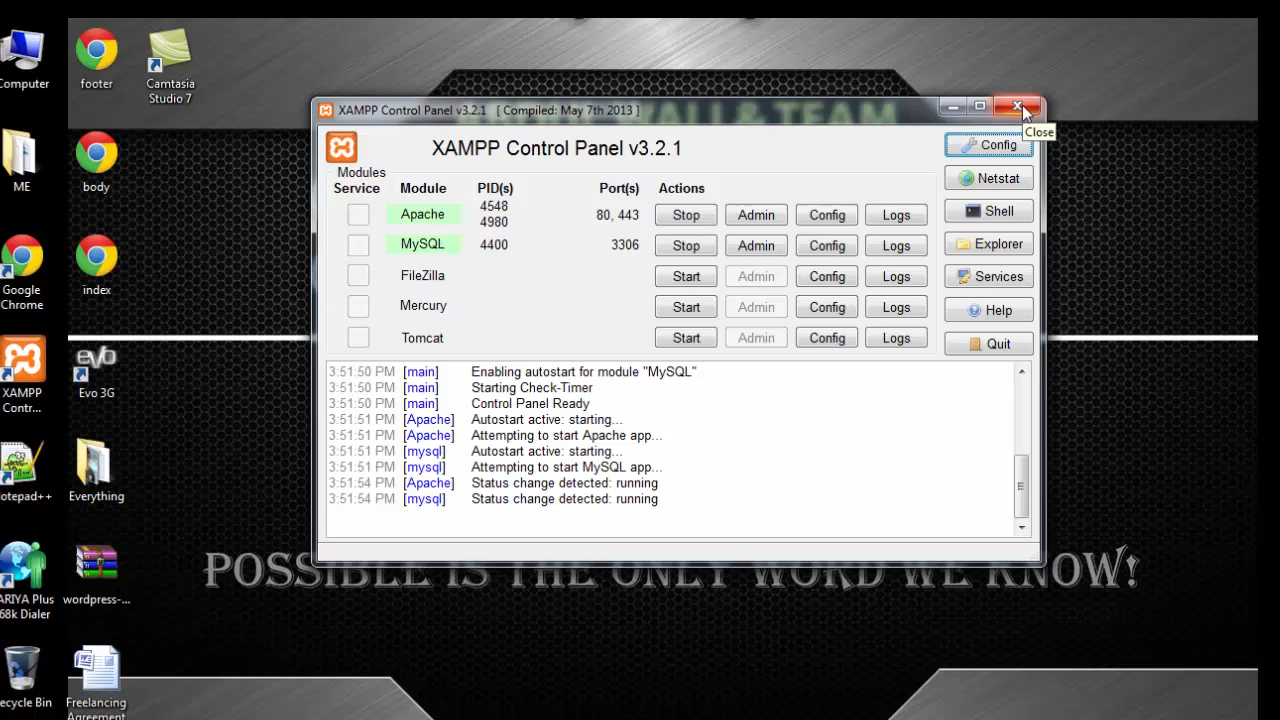 Computer
footer
Camtasia
Studio 7
ME
body
Google
Chrome
index
XAMPP
Contr...
evo
Evo 3G
Everything
wordpress-...
Freelancing
Agreement
WALL & TEAM
XAMPP Control Panel v3.2.1 [ Compiled: May 7th 2013 ]
Close
XAMPP Control Panel v3.2.1
Config
Modules
Service Module PID(s) Port(s) Actions
Netstat
Apache 4548 80, 443 Stop Admin Config Logs
4980
Shell
MySQL 4400 3306 Stop Admin Config Logs
Explorer
FileZilla Start Admin Config Logs
Services
Mercury Start Admin Config Logs
Help
Tomcat Start Admin Config Logs
Quit
3:51:50 PM [main] Enabling autostart for module "MySQL"
3:51:50 PM [main] Starting Check-Timer
3:51:50 PM [main] Control Panel Ready
3:51:51 PM [Apache] Autostart active: starting...
3:51:51 PM [Apache] Attempting to start Apache app...
3:51:51 PM [mysql] Autostart active: starting...
3:51:51 PM [mysql] Attempting to start MySQL app...
3:51:54 PM [Apache] Status change detected: running
3:51:54 PM [mysql] Status change detected: running
otepad++
ARIYA Plus
68k Dialer
ecycle Bin
POSSIBLE IS THE ONLY WORD WE KNOW!